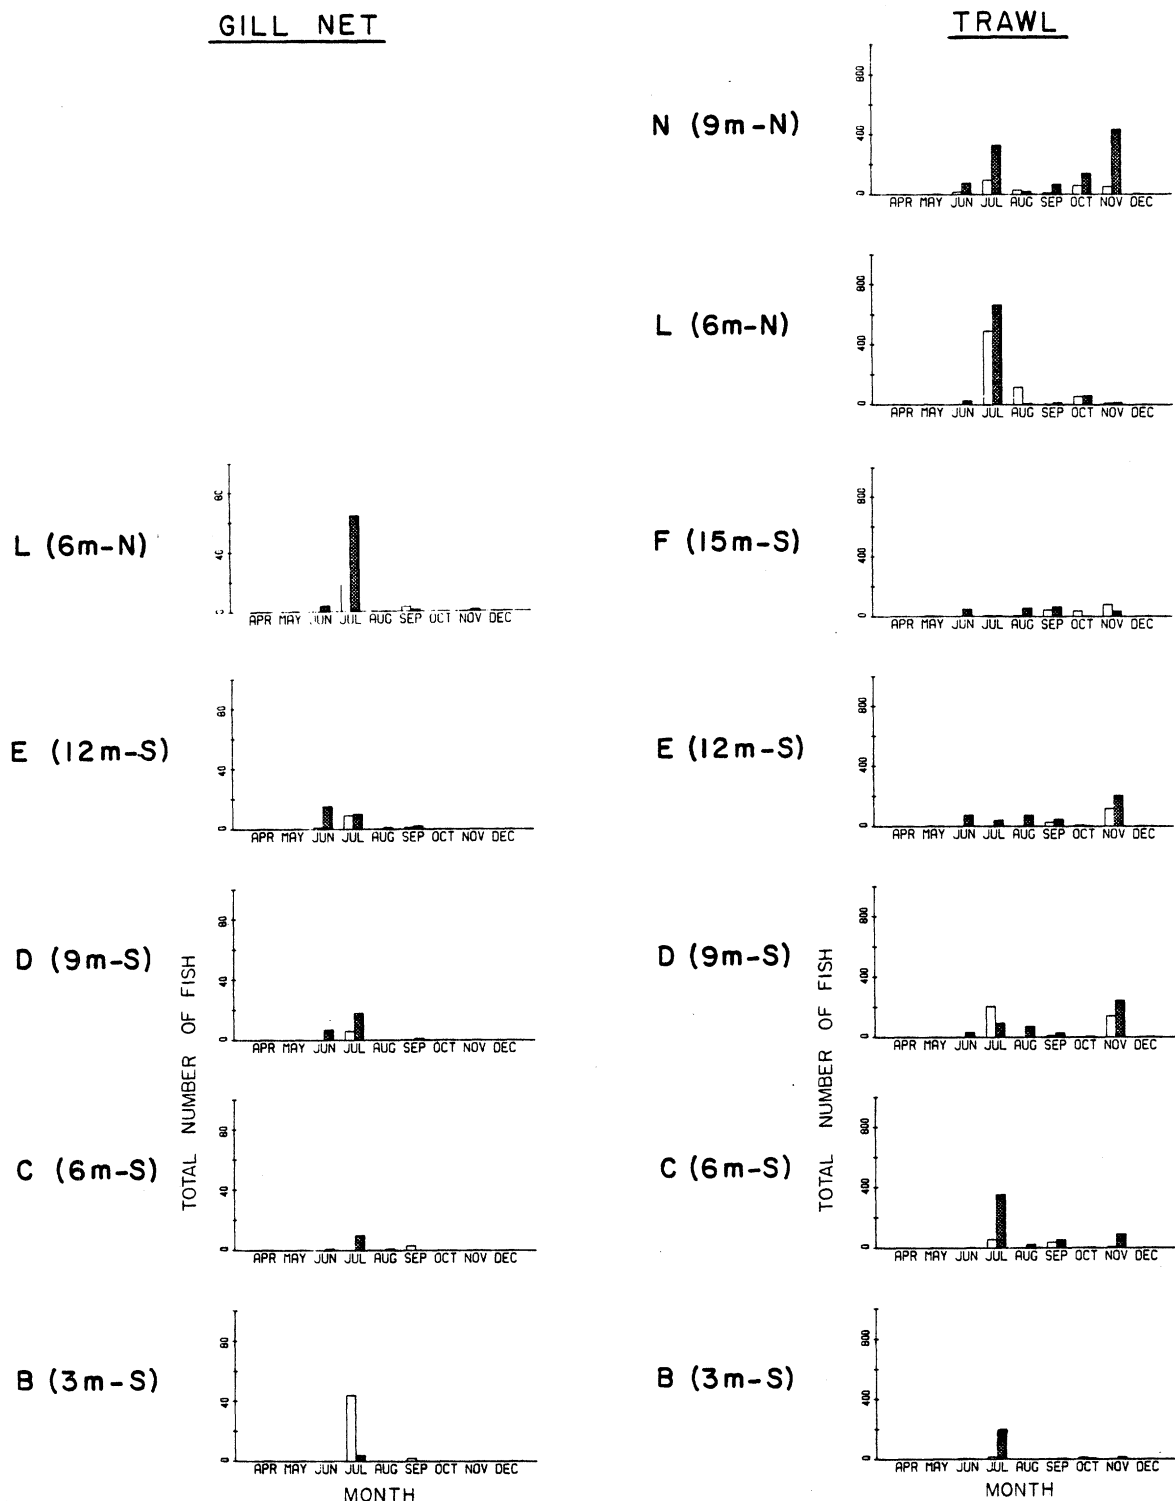 GILL NET
TRAWL
N (9m-N)
800
400
0
APR MAY JUN JUL AUG SEP OCT NOV DEC
L (6m-N)
800
400
0
APR MAY JUN JUL AUG SEP OCT NOV DEC
L (6m-N)
80
40
0
APR MAY JUN JUL AUG SEP OCT NOV DEC
F (15m-S)
800
400
0
APR MAY JUN JUL AUG SEP OCT NOV DEC
E (12m-S)
80
40
0
APR MAY JUN JUL AUG SEP OCT NOV DEC
E (12m-S)
800
400
0
APR MAY JUN JUL AUG SEP OCT NOV DEC
D (9m-S)
80
40
0
APR MAY JUN JUL AUG SEP OCT NOV DEC
D (9m-S)
800
400
0
APR MAY JUN JUL AUG SEP OCT NOV DEC
TOTAL NUMBER OF FISH
TOTAL NUMBER OF FISH
C (6m-S)
80
40
0
APR MAY JUN JUL AUG SEP OCT NOV DEC
C (6m-S)
800
400
0
APR MAY JUN JUL AUG SEP OCT NOV DEC
B (3m-S)
80
40
0
APR MAY JUN JUL AUG SEP OCT NOV DEC
MONTH
B (3m-S)
800
400
0
APR MAY JUN JUL AUG SEP OCT NOV DEC
MONTH